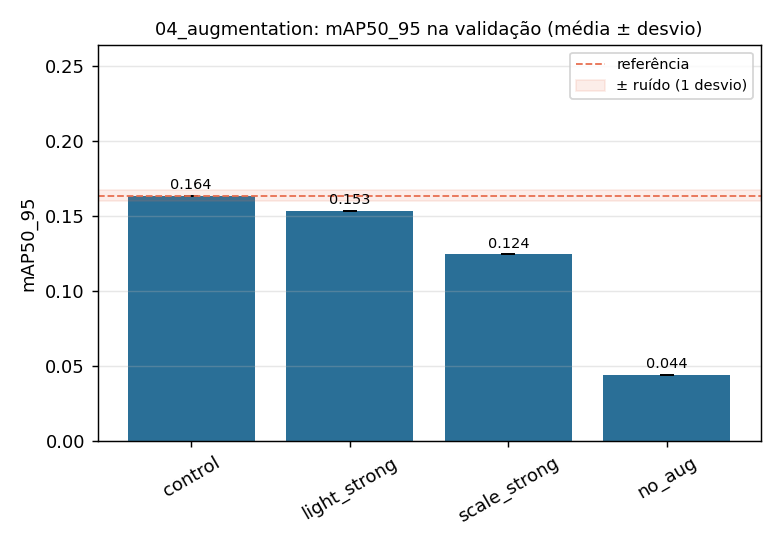 04_augmentation: mAP50_95 na validação (média ± desvio)
referência
± ruído (1 desvio)
mAP50_95
0.25
0.20
0.15
0.10
0.05
0.00
0.164
0.153
0.124
0.044
control
light_strong
scale_strong
no_aug